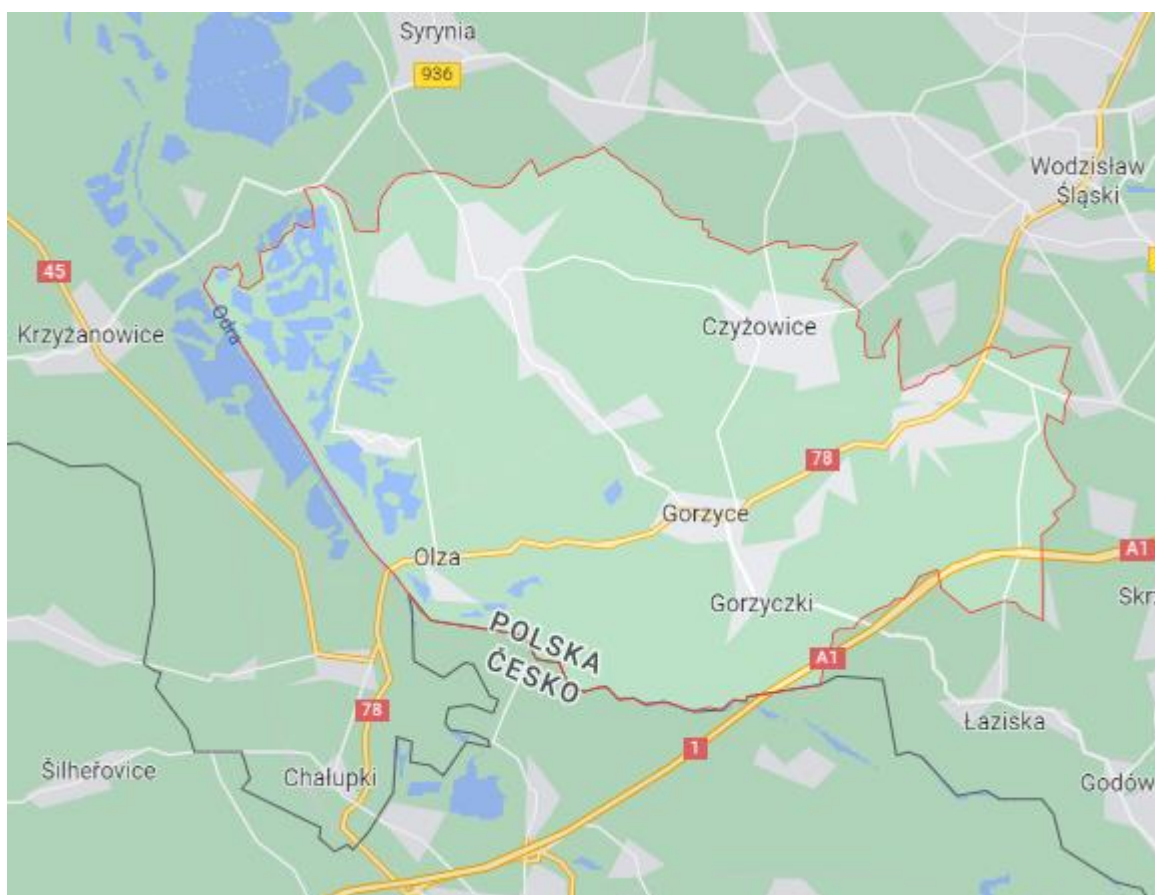 Syrynia
936
Wodzisław
Śląski
45
Odra
Krzyżanowice
Czyżowice
78
Gorzyce
Olza
A1
Gorzyczki
Skrz
POLSKA
ČESKO
A1
78
Łaziska
1
Šilheřovice
Chałupki
Godów